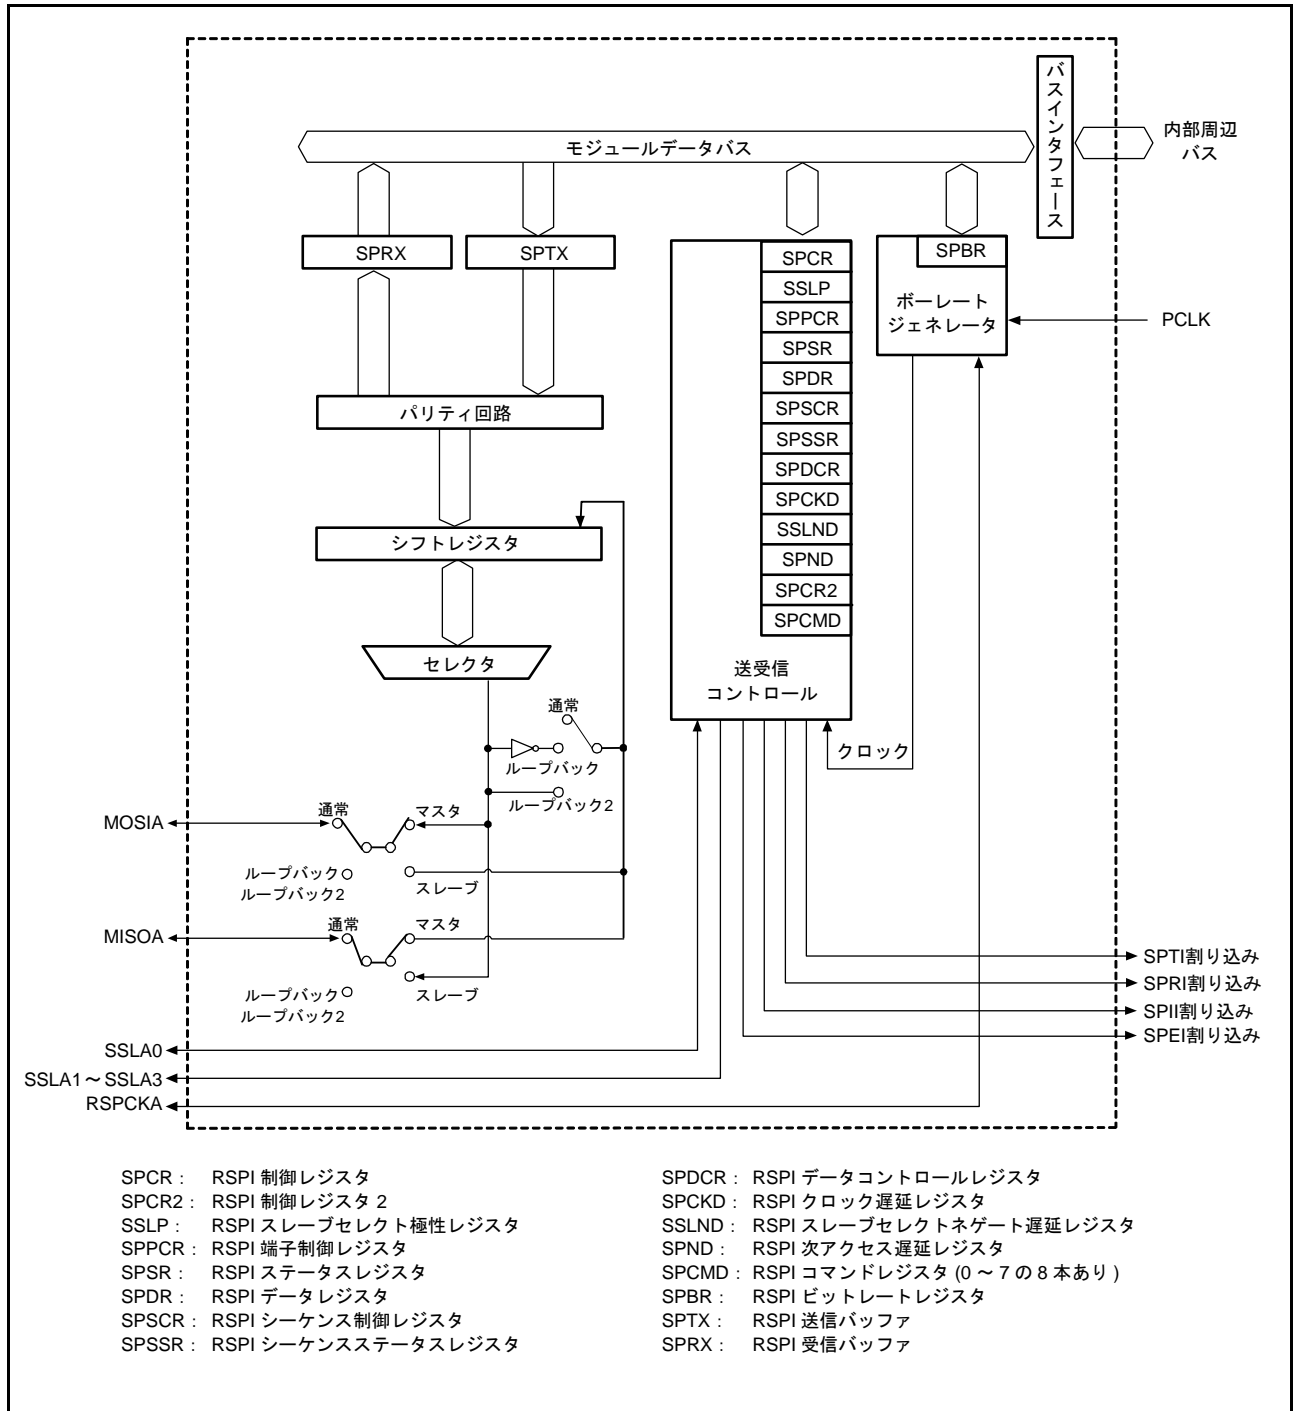 バスインタフェース
内部周辺
バス
モジュールデータバス
SPRX
SPTX
SPCR
SSLP
SPPCR
SPSR
SPDR
SPSCR
SPSSR
SPDCR
SPCKD
SSLND
SPND
SPCR2
SPCMD
送受信
コントロール
SPBR
ボーレート
ジェネレータ
PCLK
パリティ回路
シフトレジスタ
セレクタ
通常
ループバック
ループバック2
クロック
MOSIA
通常
マスタ
ループバック
ループバック2
スレーブ
MISOA
通常
マスタ
ループバック
ループバック2
スレーブ
SPTI割り込み
SPRI割り込み
SPII割り込み
SPEI割り込み
SSLA0
SSLA1～SSLA3
RSPCKA
SPCR： RSPI 制御レジスタ
SPCR2： RSPI 制御レジスタ 2
SSLP： RSPI スレーブセレクト極性レジスタ
SPPCR： RSPI 端子制御レジスタ
SPSR： RSPI ステータスレジスタ
SPDR： RSPI データレジスタ
SPSCR： RSPI シーケンス制御レジスタ
SPSSR： RSPI シーケンスステータスレジスタ
SPDCR： RSPI データコントロールレジスタ
SPCKD： RSPI クロック遅延レジスタ
SSLND： RSPI スレーブセレクトネゲート遅延レジスタ
SPND： RSPI 次アクセス遅延レジスタ
SPCMD： RSPI コマンドレジスタ (0 ～ 7 の 8 本あり )
SPBR： RSPI ビットレートレジスタ
SPTX： RSPI 送信バッファ
SPRX： RSPI 受信バッファ